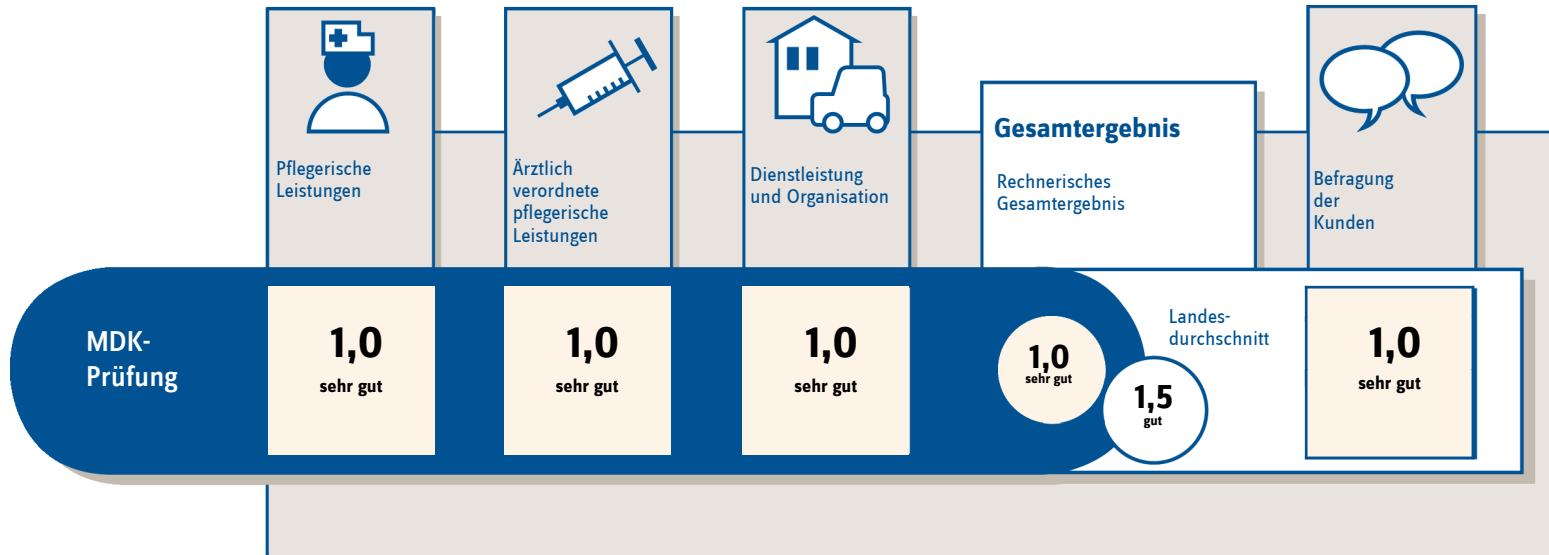 Pflegerische
Leistungen
Ärztlich
verordnete
pflegerische
Leistungen
Dienstleistung
und Organisation
Gesamtergebnis
Rechnerisches
Gesamtergebnis
Befragung
der
Kunden
MDK-
Prüfung
1,0
sehr gut
1,0
sehr gut
1,0
sehr gut
1,0
sehr gut
Landes-
durchschnitt
1,5
gut
1,0
sehr gut